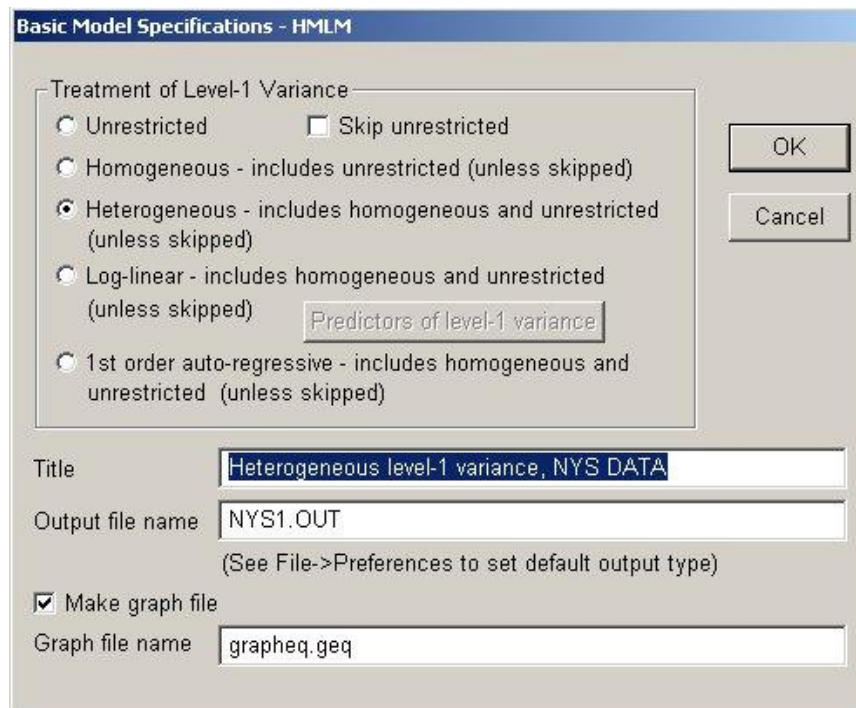 Basic Model Specifications - HMLM
Treatment of Level-1 Variance
Unrestricted
Skip unrestricted
Homogeneous - includes unrestricted (unless skipped)
Heterogeneous - includes homogeneous and unrestricted
(unless skipped)
Log-linear - includes homogeneous and unrestricted
(unless skipped)
Predictors of level-1 variance
1st order auto-regressive - includes homogeneous and
unrestricted (unless skipped)
OK
Cancel
Title
Heterogeneous level-1 variance, NYS DATA
Output file name
NYS1.OUT
(See File->Preferences to set default output type)
Make graph file
Graph file name
grapheq.geq